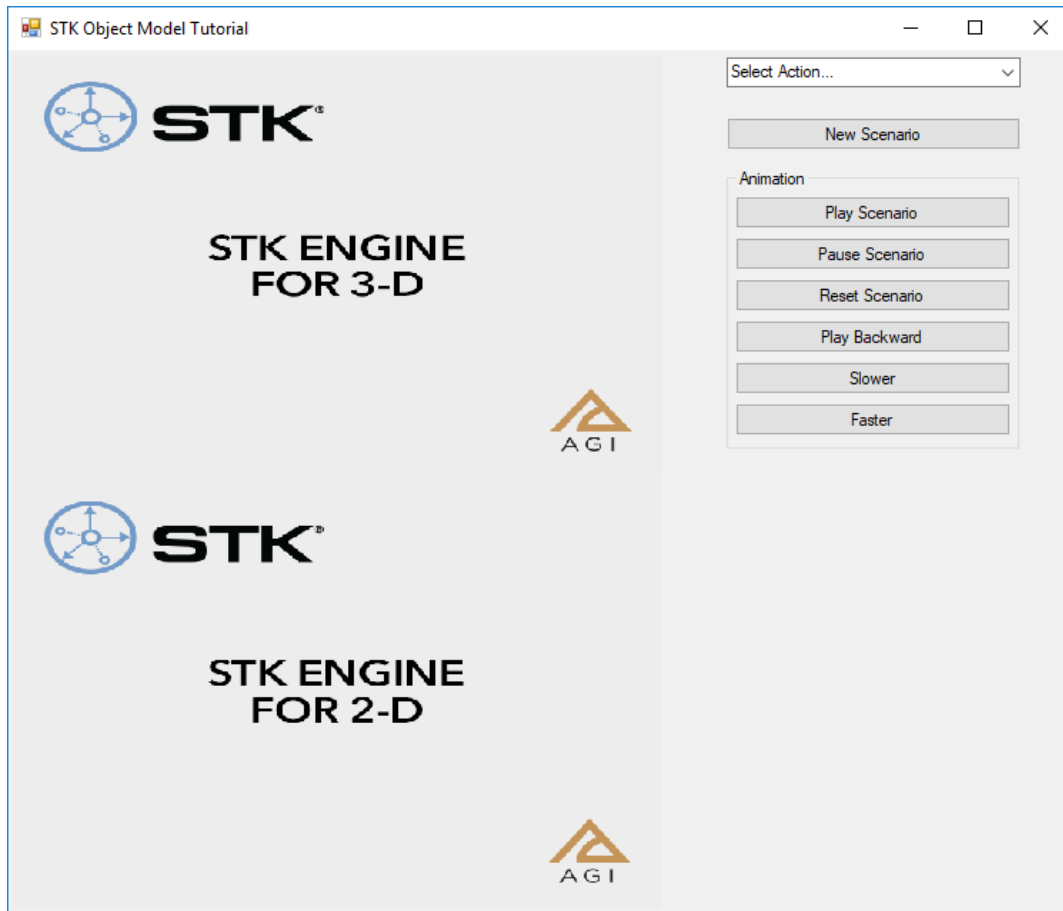 STK Object Model Tutorial
STK®
STK ENGINE
FOR 3-D
AGI
STK®
STK ENGINE
FOR 2-D
AGI
Select Action...
New Scenario
Animation
Play Scenario
Pause Scenario
Reset Scenario
Play Backward
Slower
Faster